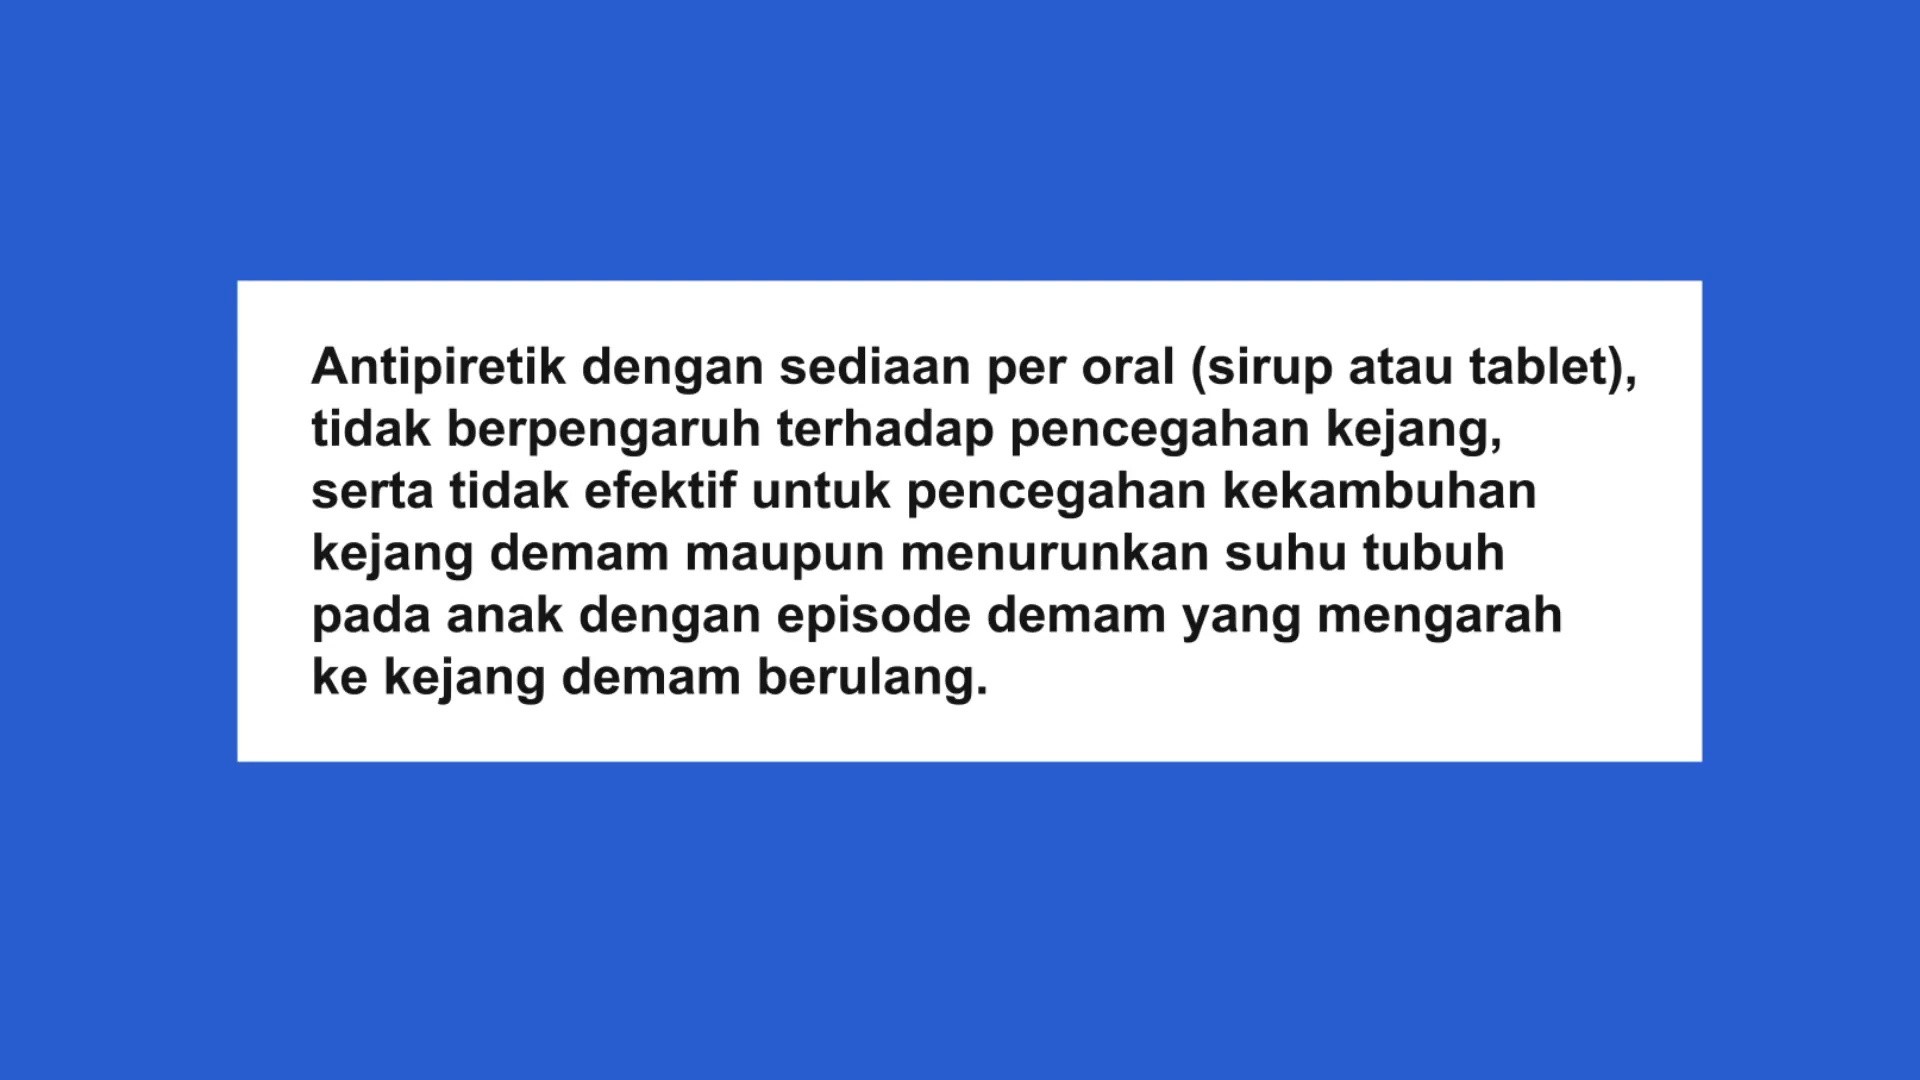 Antipiretik dengan sediaan per oral (sirup atau tablet),
tidak berpengaruh terhadap pencegahan kejang,
serta tidak efektif untuk pencegahan kekambuhan
kejang demam maupun menurunkan suhu tubuh
pada anak dengan episode demam yang mengarah
ke kejang demam berulang.